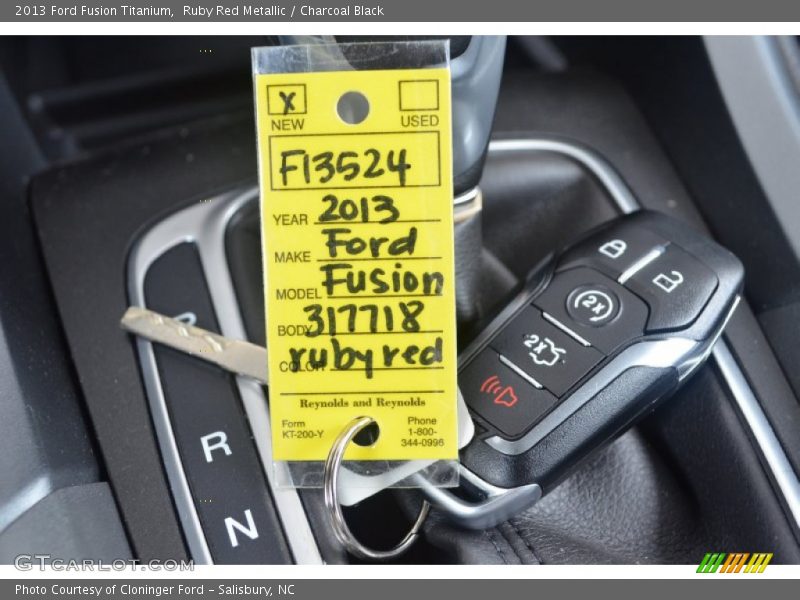 2013 Ford Fusion Titanium,  Ruby Red Metallic / Charcoal Black
X
NEW
USED
F13524
YEAR 2013
MAKE Ford
MODEL Fusion
BODY 317718
COLOR ruby red
Reynolds and Reynolds
Form
KT-200-Y
Phone
1-800-
344-0996
2X
2X
P
R
N
GTCarLot.com
Photo Courtesy of Cloninger Ford - Salisbury, NC